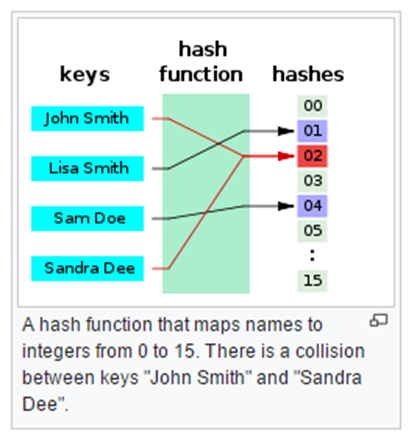 keys
hash
function
hashes
John Smith
Lisa Smith
Sam Doe
Sandra Dee
00
01
02
03
04
05
:
15
A hash function that maps names to
integers from 0 to 15. There is a collision
between keys "John Smith" and "Sandra
Dee".